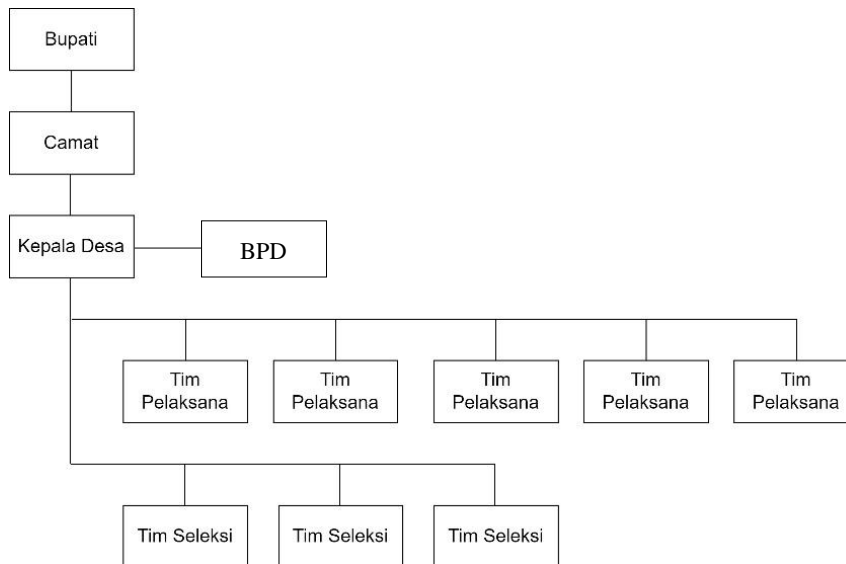 Bupati
Camat
Kepala Desa
BPD
Tim
Pelaksana
Tim
Pelaksana
Tim
Pelaksana
Tim
Pelaksana
Tim
Pelaksana
Tim Seleksi
Tim Seleksi
Tim Seleksi